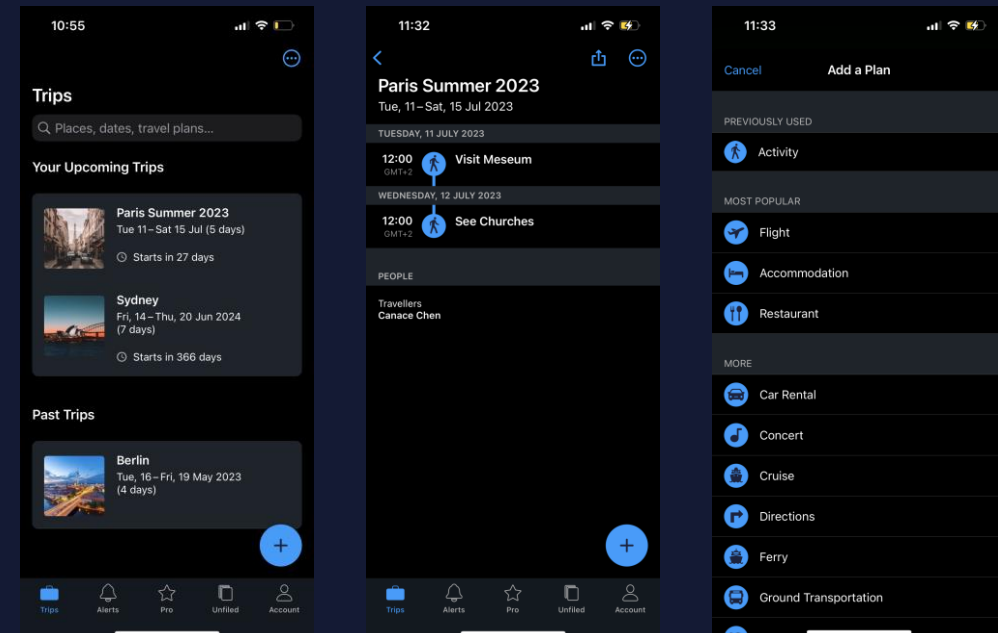 10:55
Trips
Places, dates, travel plans...
Your Upcoming Trips
Paris Summer 2023
Tue 11–Sat 15 Jul (5 days)
Starts in 27 days
Sydney
Fri, 14–Thu, 20 Jun 2024
(7 days)
Starts in 366 days
Past Trips
Berlin
Tue, 16–Fri, 19 May 2023
(4 days)
+
Trips Alerts Pro Unfiled Account
11:32
Paris Summer 2023
Tue, 11–Sat, 15 Jul 2023
TUESDAY, 11 JULY 2023
12:00 Visit Meseum
GMT+2
WEDNESDAY, 12 JULY 2023
12:00 See Churches
GMT+2
PEOPLE
Travellers
Canace Chen
+
Trips Alerts Pro Unfiled Account
11:33
Cancel Add a Plan
PREVIOUSLY USED
Activity
MOST POPULAR
Flight
Accommodation
Restaurant
MORE
Car Rental
Concert
Cruise
Directions
Ferry
Ground Transportation